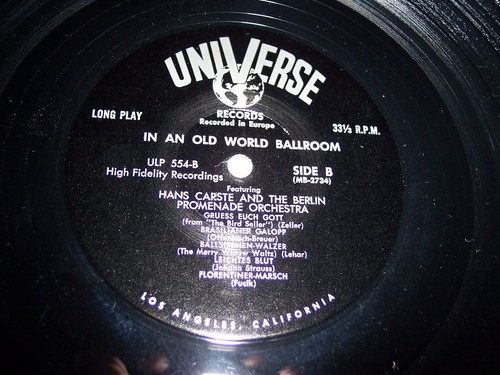 UNIVERSE
RECORDS
Recorded in Europe
LONG PLAY
33⅓ R.P.M.
IN AN OLD WORLD BALLROOM
ULP 554-B
High Fidelity Recordings
SIDE B
(MB-2734)
Featuring
HANS CARSTE AND THE BERLIN
PROMENADE ORCHESTRA
GRUESS EUCH GOTT
(from "The Bird Seller") (Zeller)
BRASILIANER GALOPP
(Offenbach-Breuer)
BALLSIRENEN-WALZER
(The Merry Widow Waltz) (Lehar)
LEICHTES BLUT
(Johann Strauss)
FLORENTINER-MARSCH
(Fucik)
LOS ANGELES, CALIFORNIA